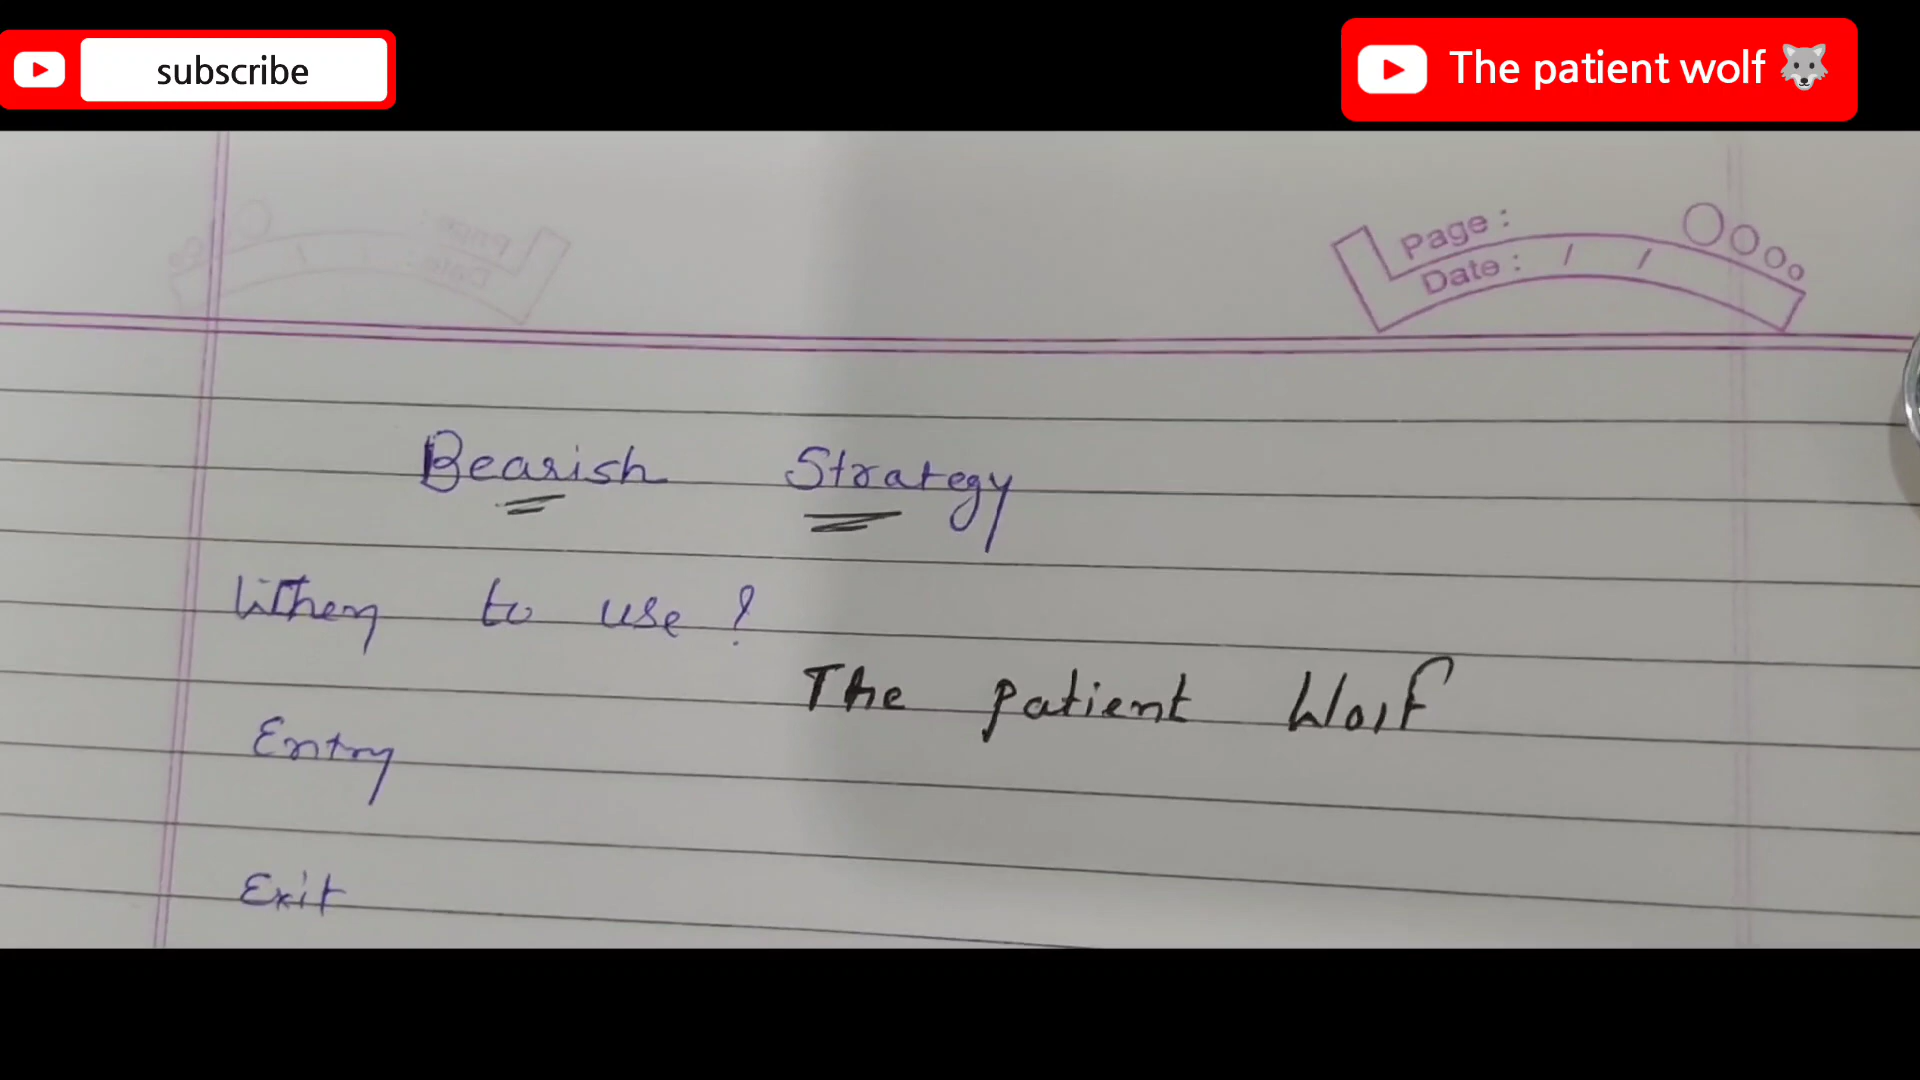 subscribe
The patient wolf
Page :
Date : / /
Bearish Strategy
When to use ?
The patient Wolf
Entry
Exit